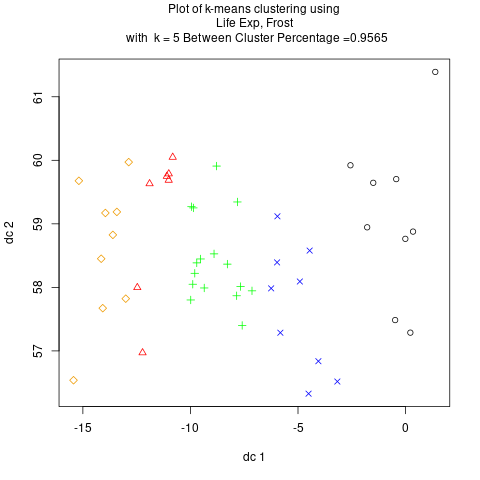 Plot of k-means clustering using
Life Exp, Frost
with k = 5 Between Cluster Percentage =0.9565
61
60
59
58
57
dc 2
-15 -10 -5 0
dc 1